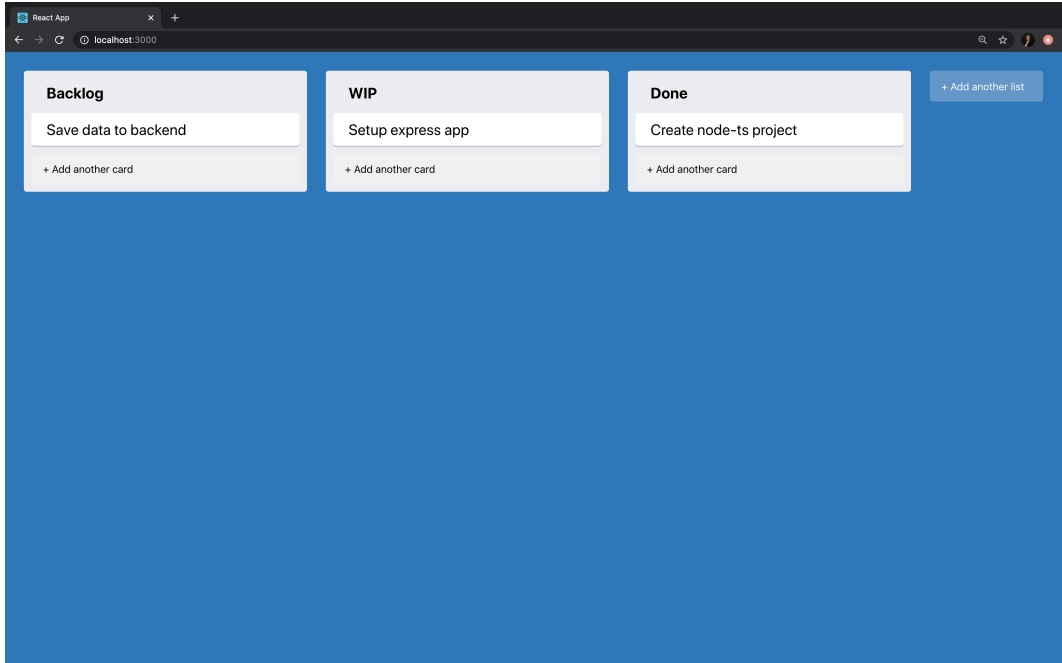 React App
localhost:3000
Backlog
Save data to backend
+ Add another card
WIP
Setup express app
+ Add another card
Done
Create node-ts project
+ Add another card
+ Add another list